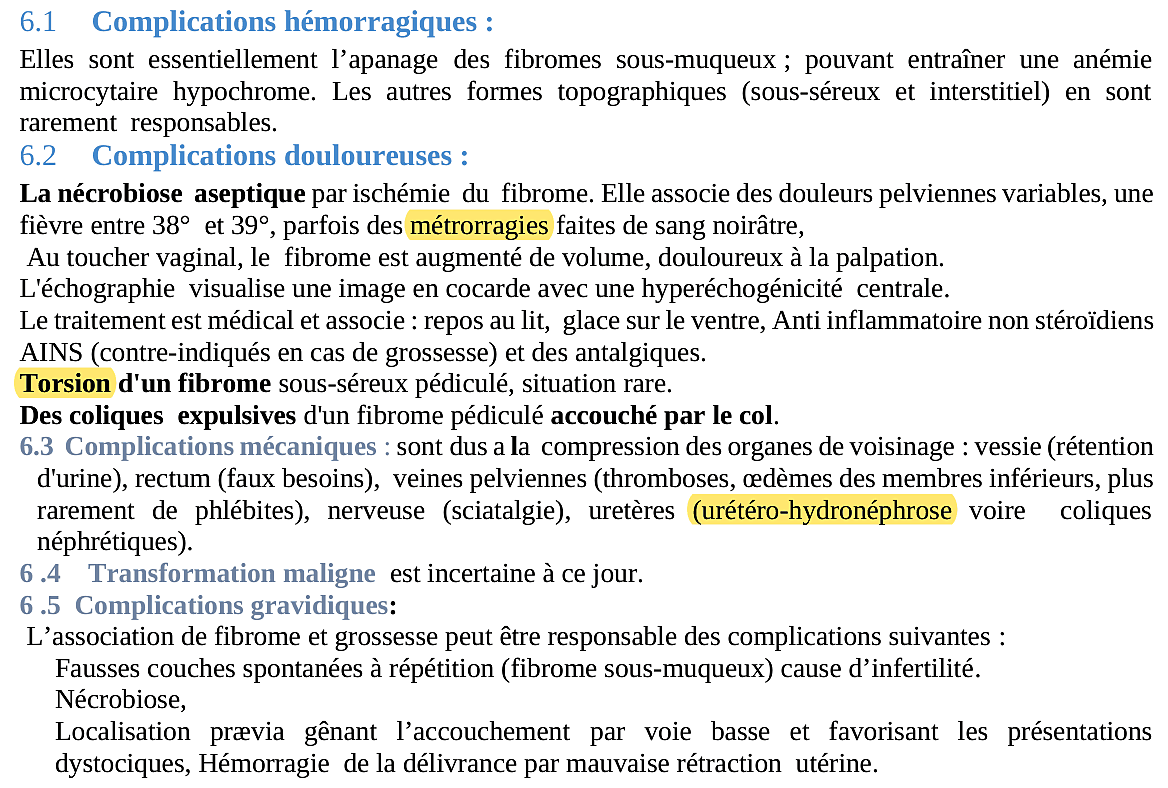 6.1 Complications hémorragiques :
Elles sont essentiellement l’apanage des fibromes sous-muqueux ; pouvant entraîner une anémie
microcytaire hypochrome. Les autres formes topographiques (sous-séreux et interstitiel) en sont
rarement responsables.
6.2 Complications douloureuses :
La nécrobiose aseptique par ischémie du fibrome. Elle associe des douleurs pelviennes variables, une
fièvre entre 38° et 39°, parfois des métrorragies faites de sang noirâtre,
Au toucher vaginal, le fibrome est augmenté de volume, douloureux à la palpation.
L'échographie visualise une image en cocarde avec une hyperéchogénicité centrale.
Le traitement est médical et associe : repos au lit, glace sur le ventre, Anti inflammatoire non stéroïdiens
AINS (contre-indiqués en cas de grossesse) et des antalgiques.
Torsion d'un fibrome sous-séreux pédiculé, situation rare.
Des coliques expulsives d'un fibrome pédiculé accouché par le col.
6.3 Complications mécaniques : sont dus a la compression des organes de voisinage : vessie (rétention
d'urine), rectum (faux besoins), veines pelviennes (thromboses, œdèmes des membres inférieurs, plus
rarement de phlébites), nerveuse (sciatalgie), uretères (urétéro-hydronéphrose voire coliques
néphrétiques).
6 .4 Transformation maligne est incertaine à ce jour.
6 .5 Complications gravidiques:
L’association de fibrome et grossesse peut être responsable des complications suivantes :
Fausses couches spontanées à répétition (fibrome sous-muqueux) cause d’infertilité.
Nécrobiose,
Localisation prævia gênant l’accouchement par voie basse et favorisant les présentations
dystociques, Hémorragie de la délivrance par mauvaise rétraction utérine.